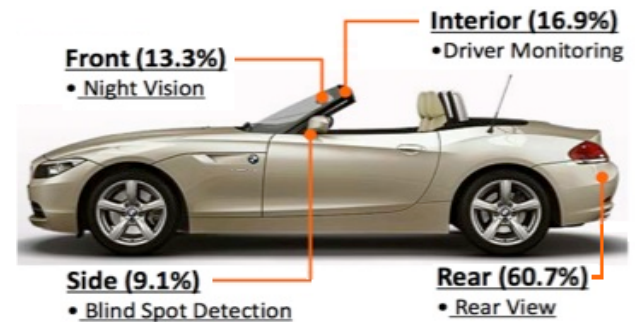 Interior (16.9%)
•Driver Monitoring
Front (13.3%)
• Night Vision
Side (9.1%)
• Blind Spot Detection
Rear (60.7%)
• Rear View